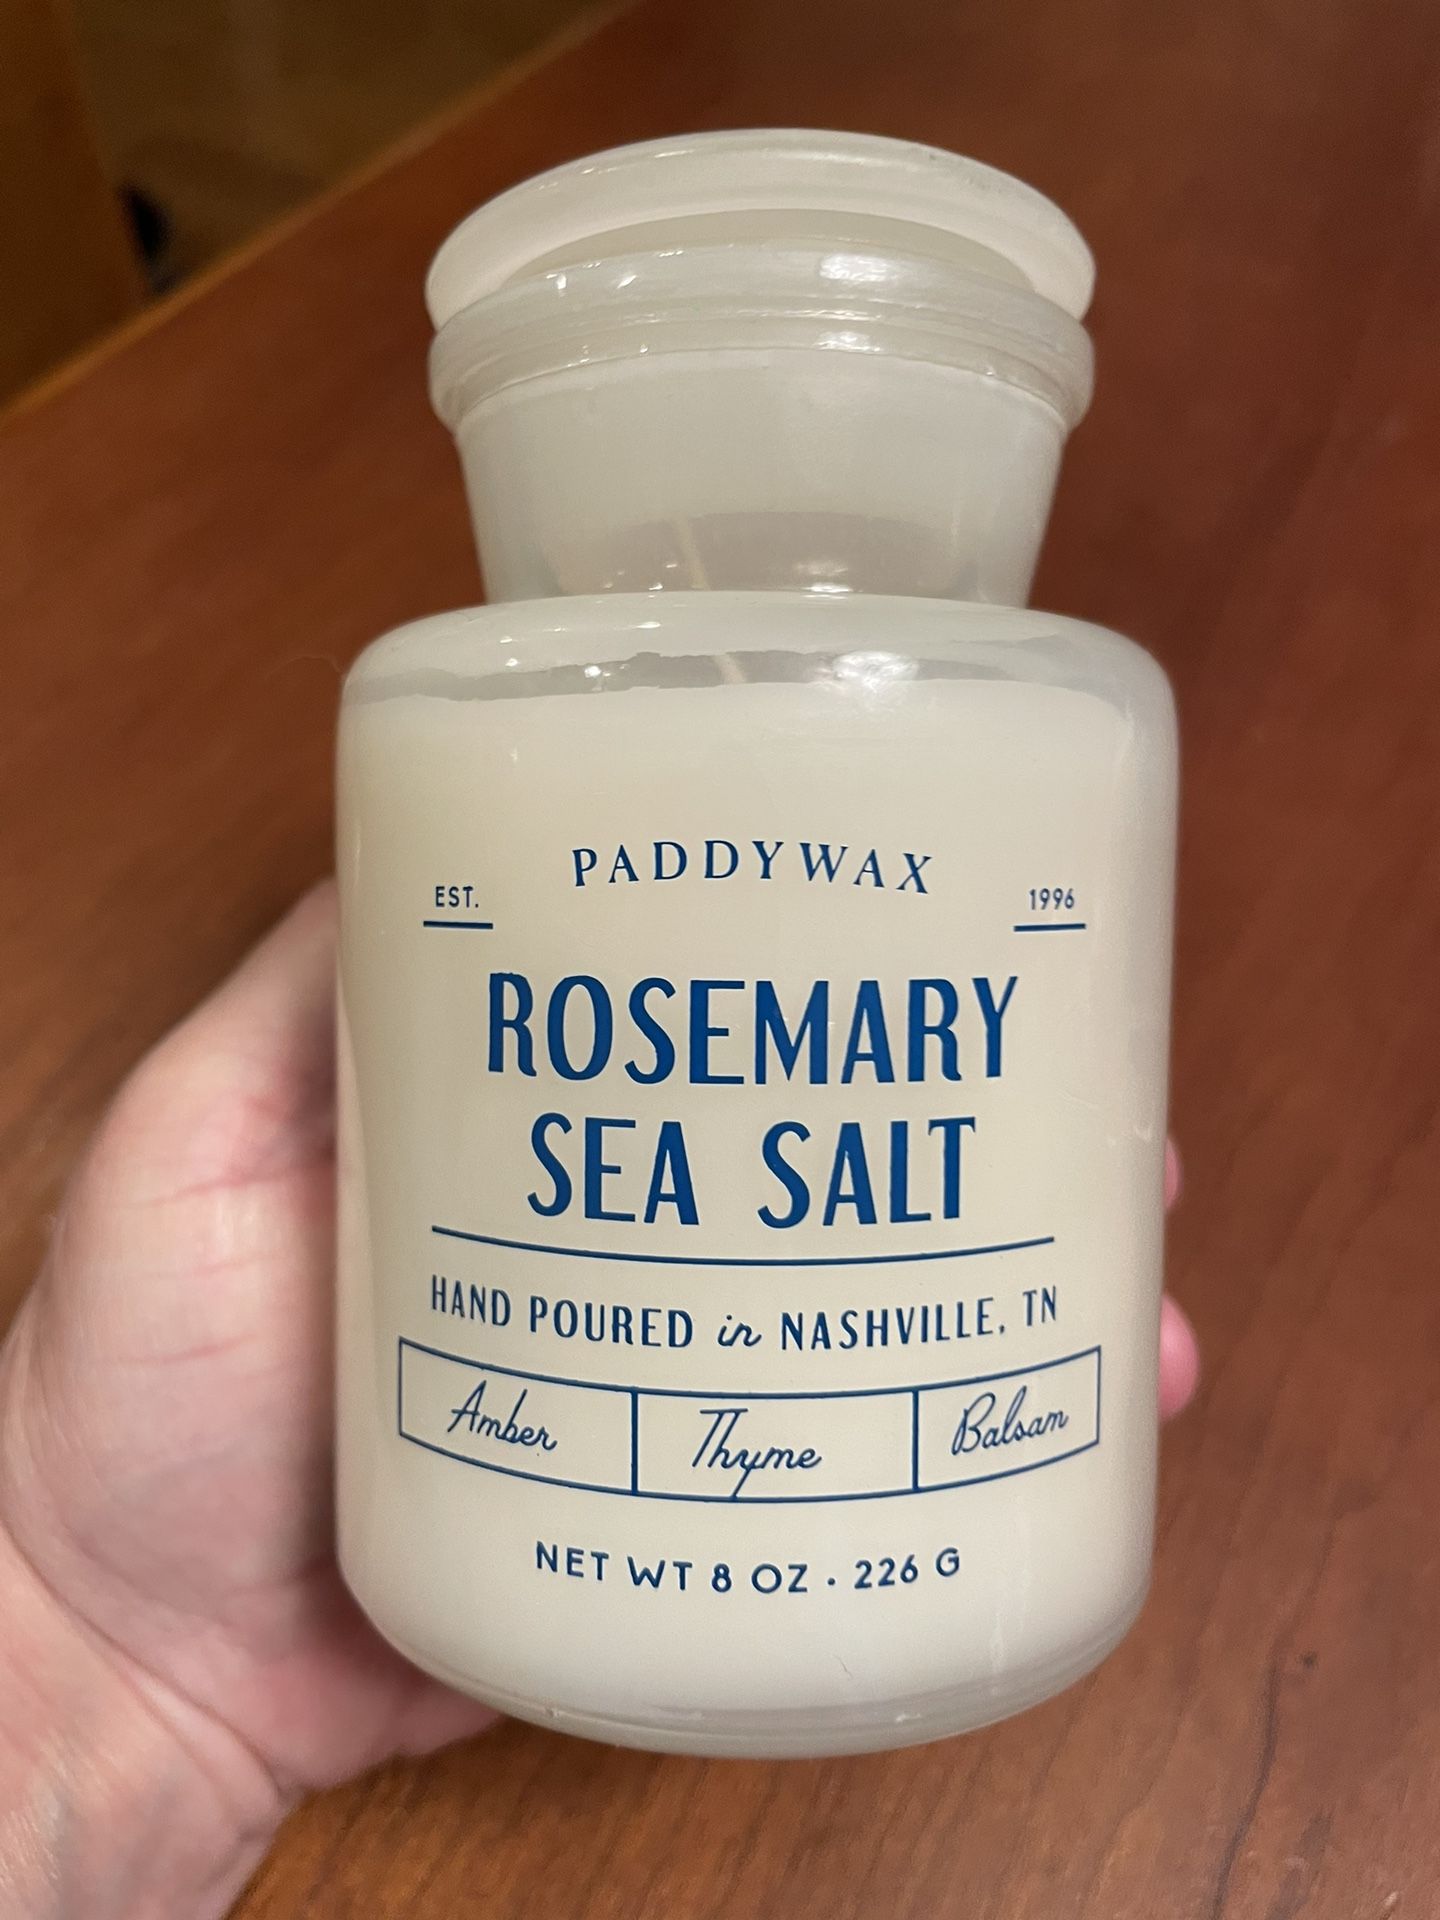 PADDYWAX
EST. 1996
ROSEMARY
SEA SALT
HAND POURED in NASHVILLE, TN
Amber Thyme Balsam
NET WT 8 OZ · 226 G